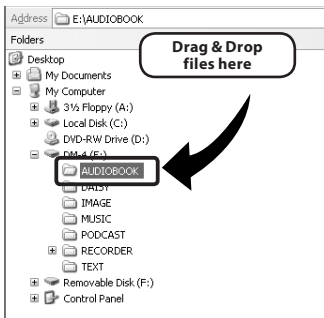 Address E:\AUDIOBOOK
Folders
Drag & Drop
files here
Desktop
My Documents
My Computer
3½ Floppy (A:)
Local Disk (C:)
DVD-RW Drive (D:)
DM-4 (E:)
AUDIOBOOK
DAISY
IMAGE
MUSIC
PODCAST
RECORDER
TEXT
Removable Disk (F:)
Control Panel